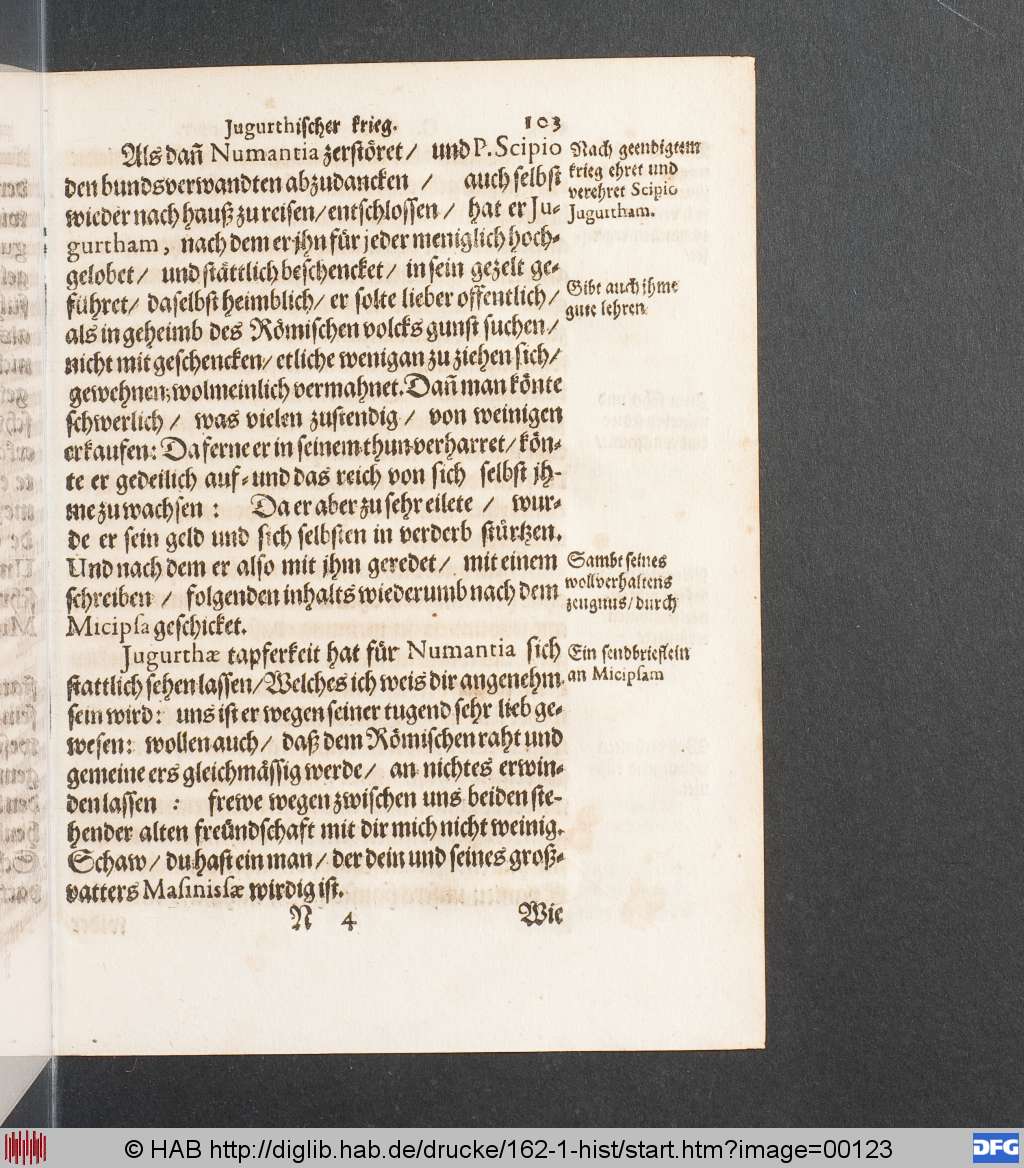 Jugurthischer krieg. 103
Als dañ Numantia zerstöret/ und P. Scipio
den bundsverwandten abzudancken / auch selbst
wieder nach hauß zu reisen/entschlossen / hat er Ju-
gurtham, nach dem er jhn für jeder meniglich hoch-
gelobet/ und stättlich beschencket/ in sein gezelt ge-
führet/ daselbst heimblich/ er solte lieber offentlich/
als in geheimb des Römischen volcks gunst suchen/
nicht mit geschencken/ etliche wenig an zu ziehen sich/
gewehnen: wolmeinlich vermahnet. Dañ man könte
schwerlich / was vielen zustendig/ von weinigen
erkaufen: Daferne er in seinem thun verharret/ kön-
te er gedeilich auf- und das reich von sich selbst jh-
me zu wachsen : Da er aber zu sehr eilete / wur-
de er sein geld und sich selbsten in verderb stürtzen.
Und nach dem er also mit jhm geredet/ mit einem
schreiben / folgenden inhalts wiederumb nach dem
Micipsa geschicket.
Jugurthæ tapferkeit hat für Numantia sich
stattlich sehen lassen/Welches ich weis dir angenehm
sein wird: uns ist er wegen seiner tugend sehr lieb ge-
wesen: wollen auch/ daß dem Römischen raht und
gemeine ers gleichmässig werde/ an nichtes erwin-
den lassen : frewe wegen zwischen uns beiden ste-
hender alten freündschaft mit dir mich nicht weinig.
Schaw/ du hast ein man/ der dein und seines groß-
vatters Masinissæ wirdig ist.
N 4 Wie
Nach geendigtem
krieg ehret und
verehret Scipio
Jugurtham.
Gibt auch ihme
gute lehren
Sambt seines
wollverhaltens
zeugnus/ durch
Ein sendbrieflein
an Micipsam
© HAB http://diglib.hab.de/drucke/162-1-hist/start.htm?image=00123
DFG